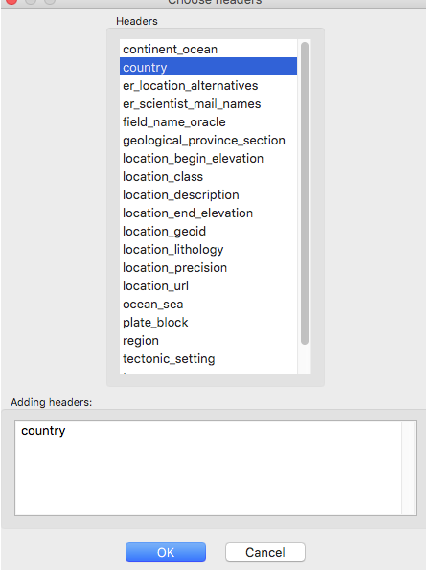 Choose headers
Headers
continent_ocean
country
er_location_alternatives
er_scientist_mail_names
field_name_oracle
geological_province_section
location_begin_elevation
location_class
location_description
location_end_elevation
location_geoid
location_lithology
location_precision
location_url
ocean_sea
plate_block
region
tectonic_setting
Adding headers:
country
OK
Cancel